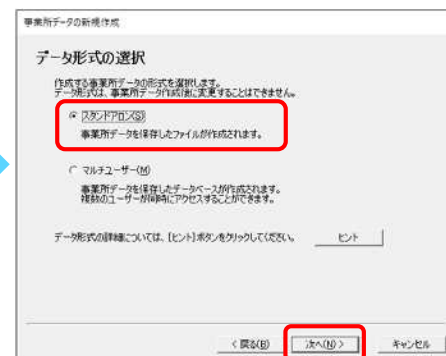 事業所データの新規作成
データ形式の選択
作成する事業所データの形式を選択します。
データ形式は、事業所データ作成後に変更することはできません。
スタンドアロン(S)
事業所データを保存したファイルが作成されます。
マルチユーザー(M)
事業所データを保存したデータベースが作成されます。
複数のユーザーが同時にアクセスすることができます。
データ形式の詳細については、[ヒント]ボタンをクリックしてください。
ヒント
< 戻る(B)
次へ(N) >
キャンセル